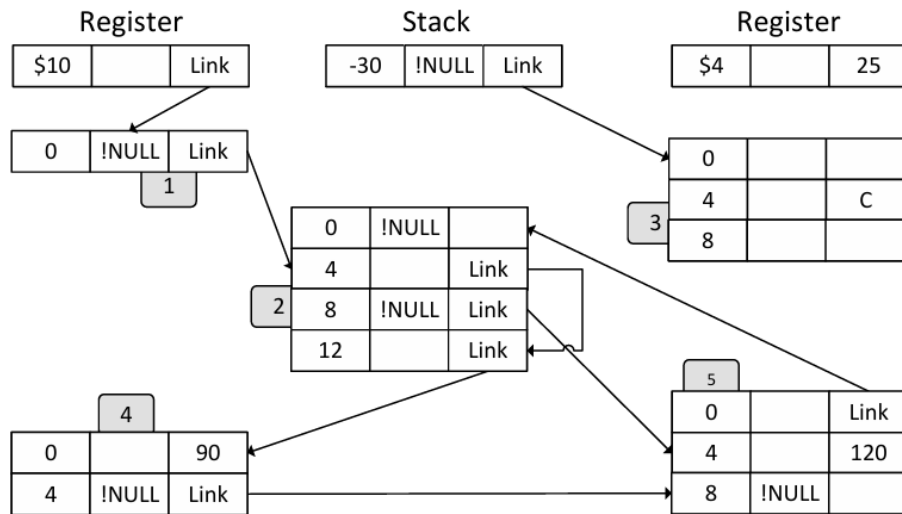 Register Stack Register
$10 Link -30 !NULL Link $4 25
0 !NULL Link
1
0
4 C
8
3
0 !NULL
4 Link
8 !NULL Link
12 Link
2
4
0 90
4 !NULL Link
5
0 Link
4 120
8 !NULL